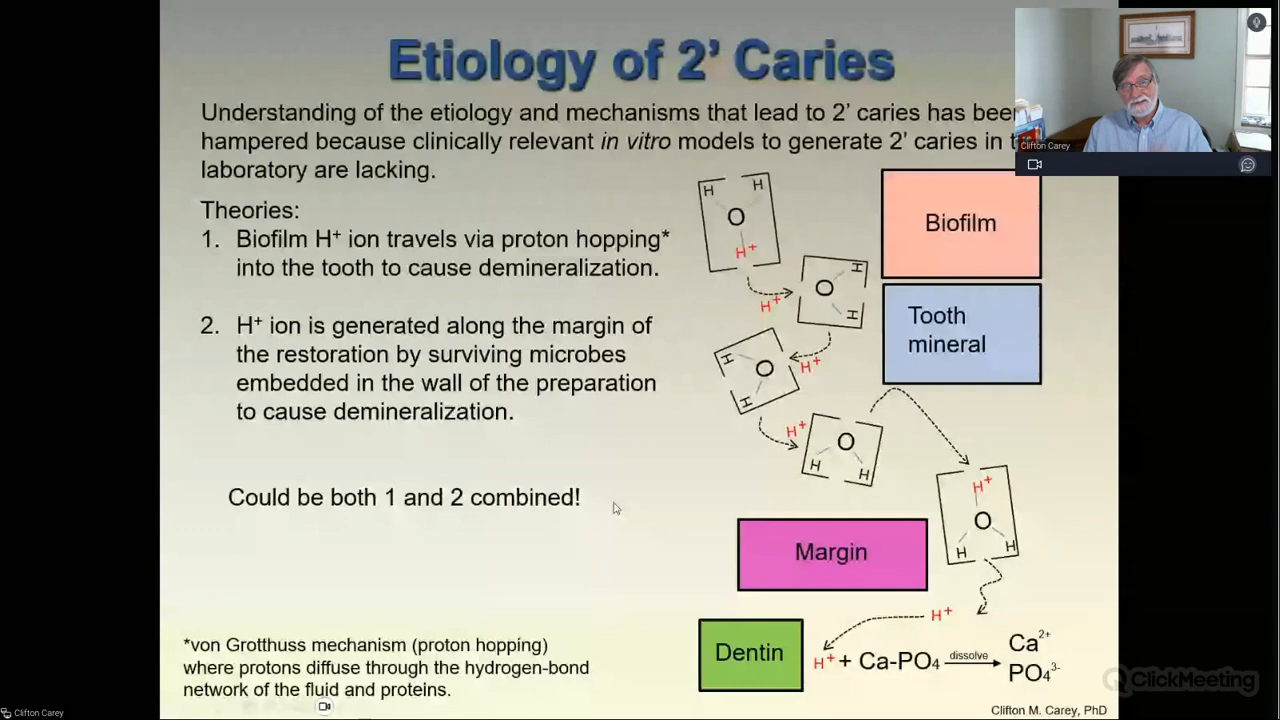 Etiology of 2’ Caries
Understanding of the etiology and mechanisms that lead to 2’ caries has been
hampered because clinically relevant in vitro models to generate 2’ caries in
laboratory are lacking.
Theories:
1. Biofilm H⁺ ion travels via proton hopping*
into the tooth to cause demineralization.
2. H⁺ ion is generated along the margin of
the restoration by surviving microbes
embedded in the wall of the preparation
to cause demineralization.
Could be both 1 and 2 combined!
*von Grotthuss mechanism (proton hopping)
where protons diffuse through the hydrogen-bond
network of the fluid and proteins.
H H
O
H⁺
H⁺
H
O
H
H⁺
H
O
H
H⁺
O
H H
H⁺
O
H H
Biofilm
Tooth
mineral
Margin
H⁺
Dentin
H⁺ + Ca-PO₄ dissolve Ca²⁺
PO₄³⁻
Clifton M. Carey, PhD
Clifton Carey
ClickMeeting
Clifton Carey